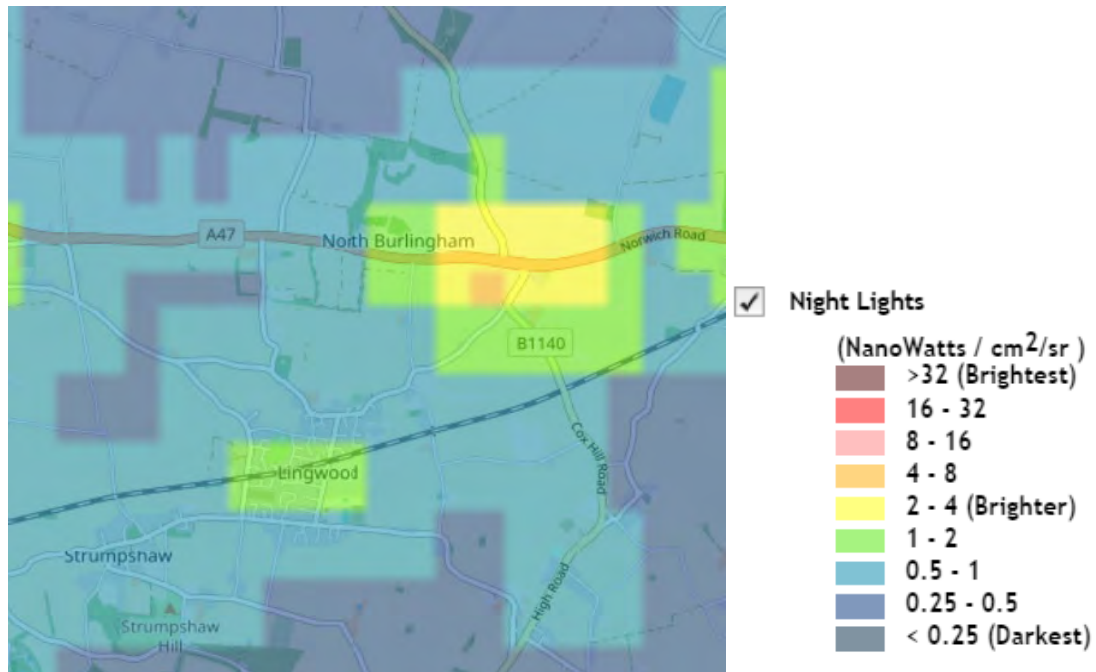 A47
North Burlingham
Norwich Road
B1140
Cox Hill Road
Lingwood
Strumpshaw
High Road
Strumpshaw
Hill
Night Lights
(NanoWatts / cm²/sr )
>32 (Brightest)
16 - 32
8 - 16
4 - 8
2 - 4 (Brighter)
1 - 2
0.5 - 1
0.25 - 0.5
< 0.25 (Darkest)